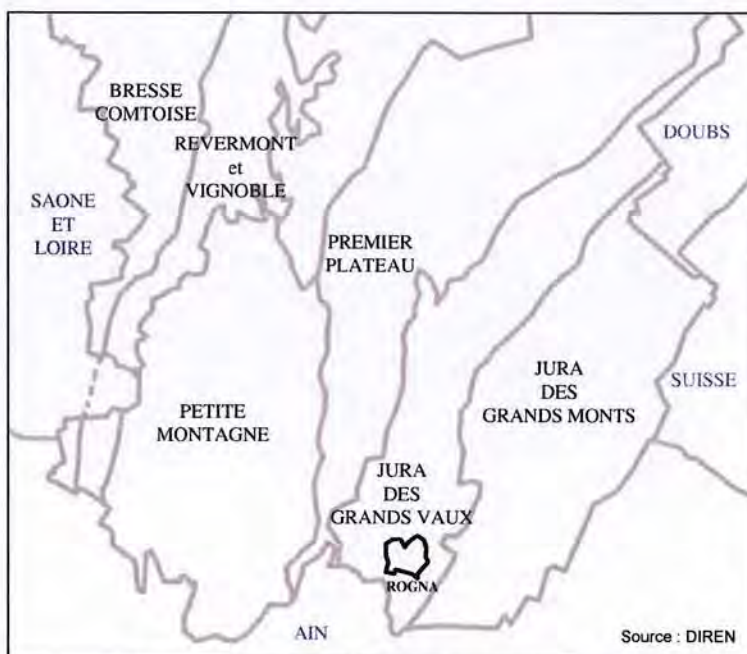 BRESSE
COMTOISE
REVERMONT
et
VIGNOBLE
DOUBS
SAONE
ET
LOIRE
PREMIER
PLATEAU
JURA
DES
GRANDS MONTS
SUISSE
PETITE
MONTAGNE
JURA
DES
GRANDS VAUX
ROGNA
AIN
Source : DIREN